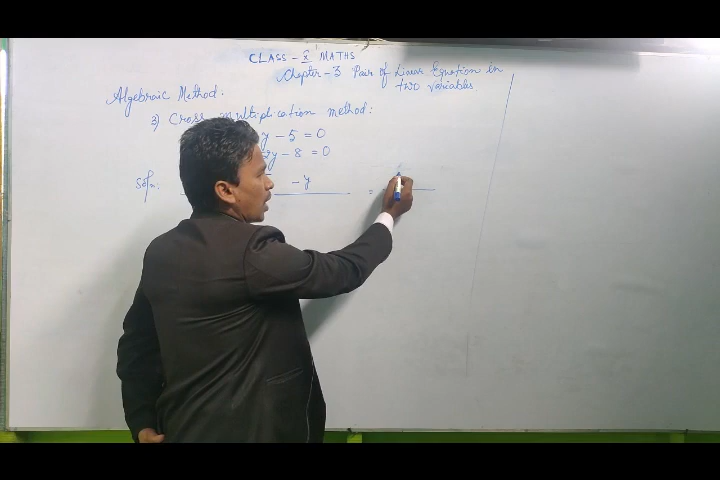 CLASS - X MATHS
Chapter - 3 Pair of Linear Equation in
two variables.
Algebraic Method.
3) Cross multiplication method:
y - 5 = 0
2y - 8 = 0
Soln:
- y
=